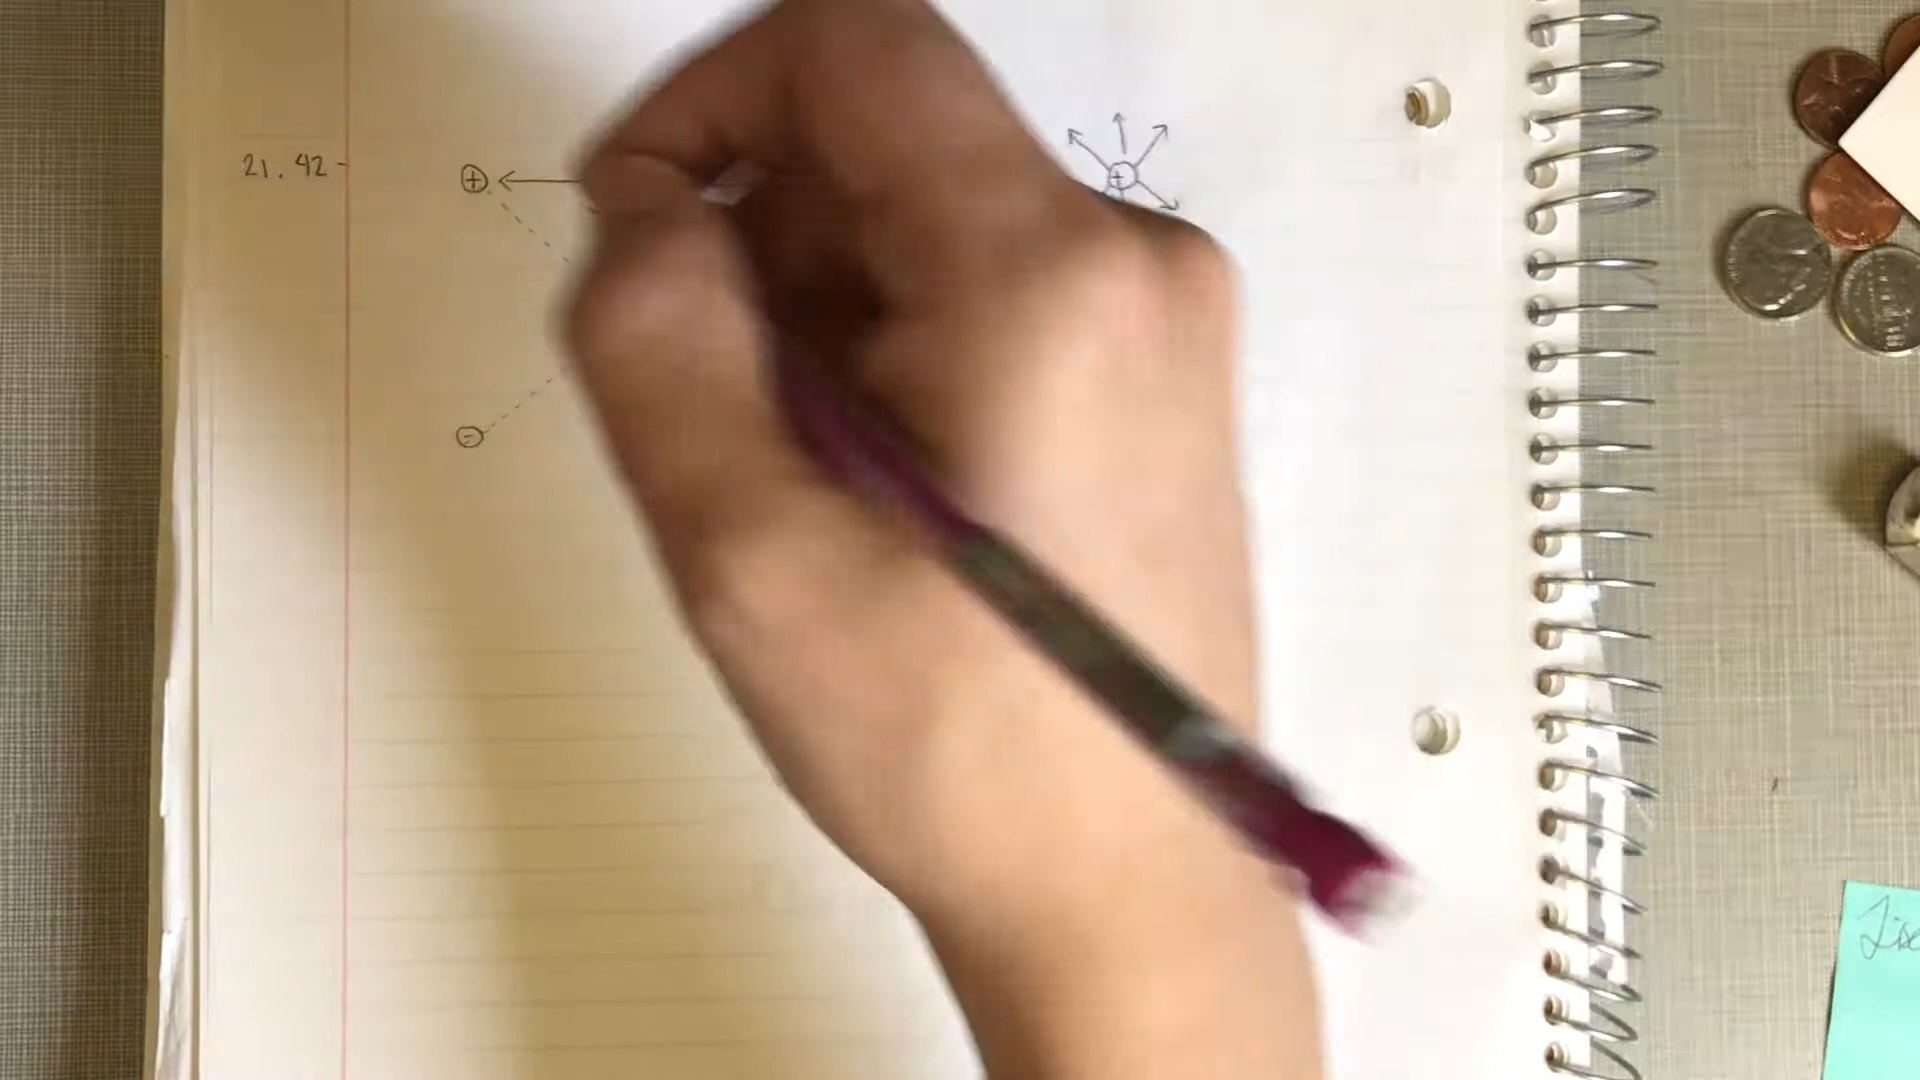 21.42-
+
+
-